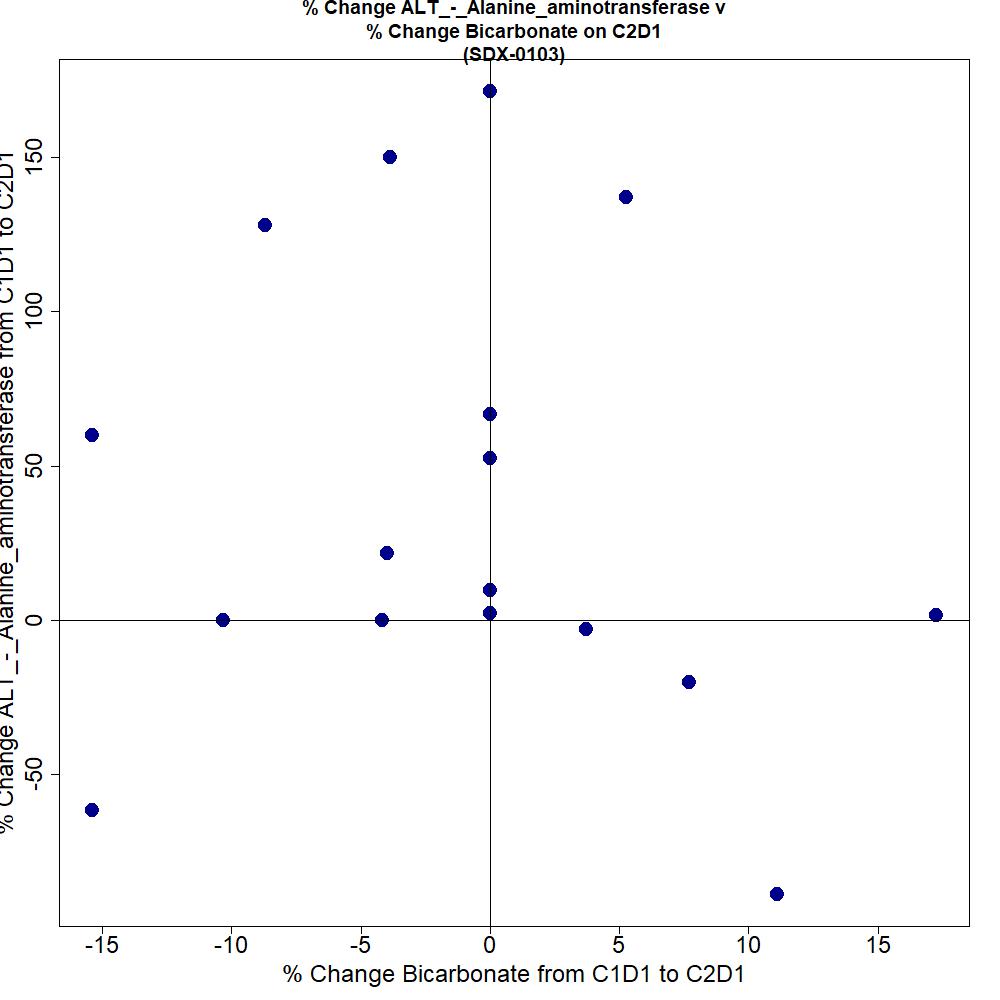 % Change ALT_-_Alanine_aminotransferase v
% Change Bicarbonate on C2D1
(SDX-0103)
% Change ALT_-_Alanine_aminotransferase from C1D1 to C2D1
150
100
50
0
-50
-15 -10 -5 0 5 10 15
% Change Bicarbonate from C1D1 to C2D1